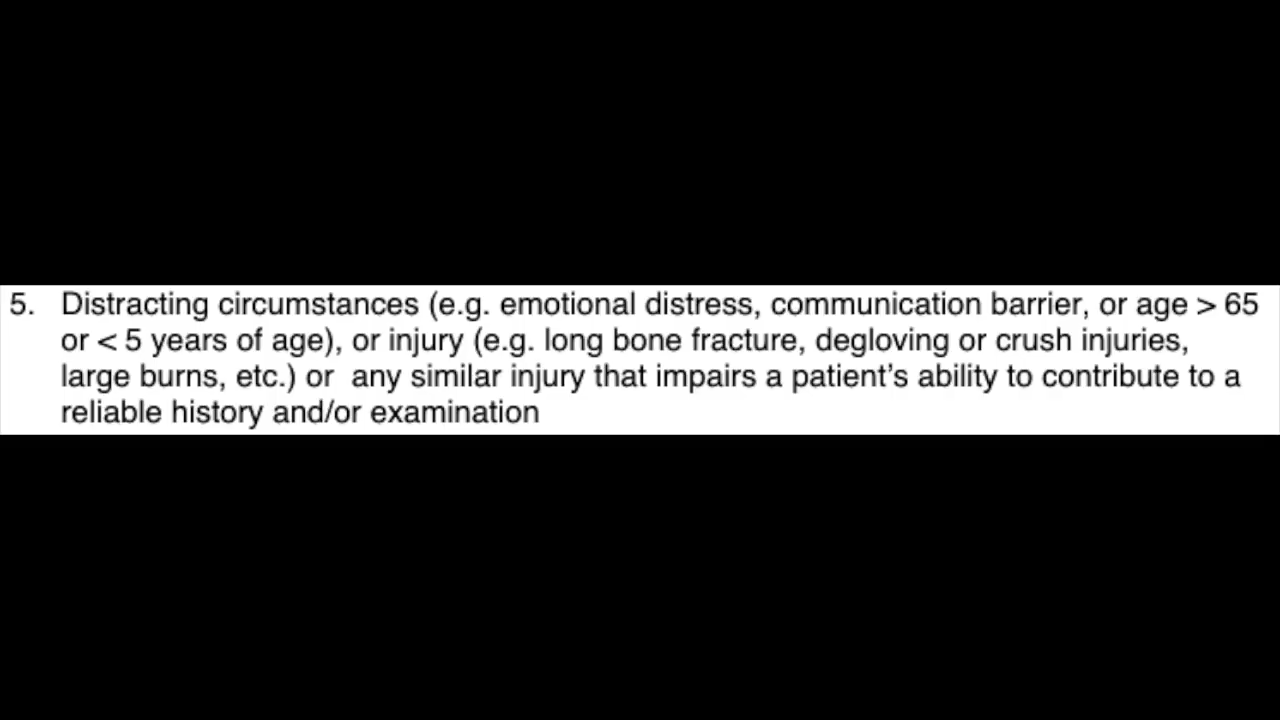 5. Distracting circumstances (e.g. emotional distress, communication barrier, or age > 65
or < 5 years of age), or injury (e.g. long bone fracture, degloving or crush injuries,
large burns, etc.) or  any similar injury that impairs a patient’s ability to contribute to a
reliable history and/or examination